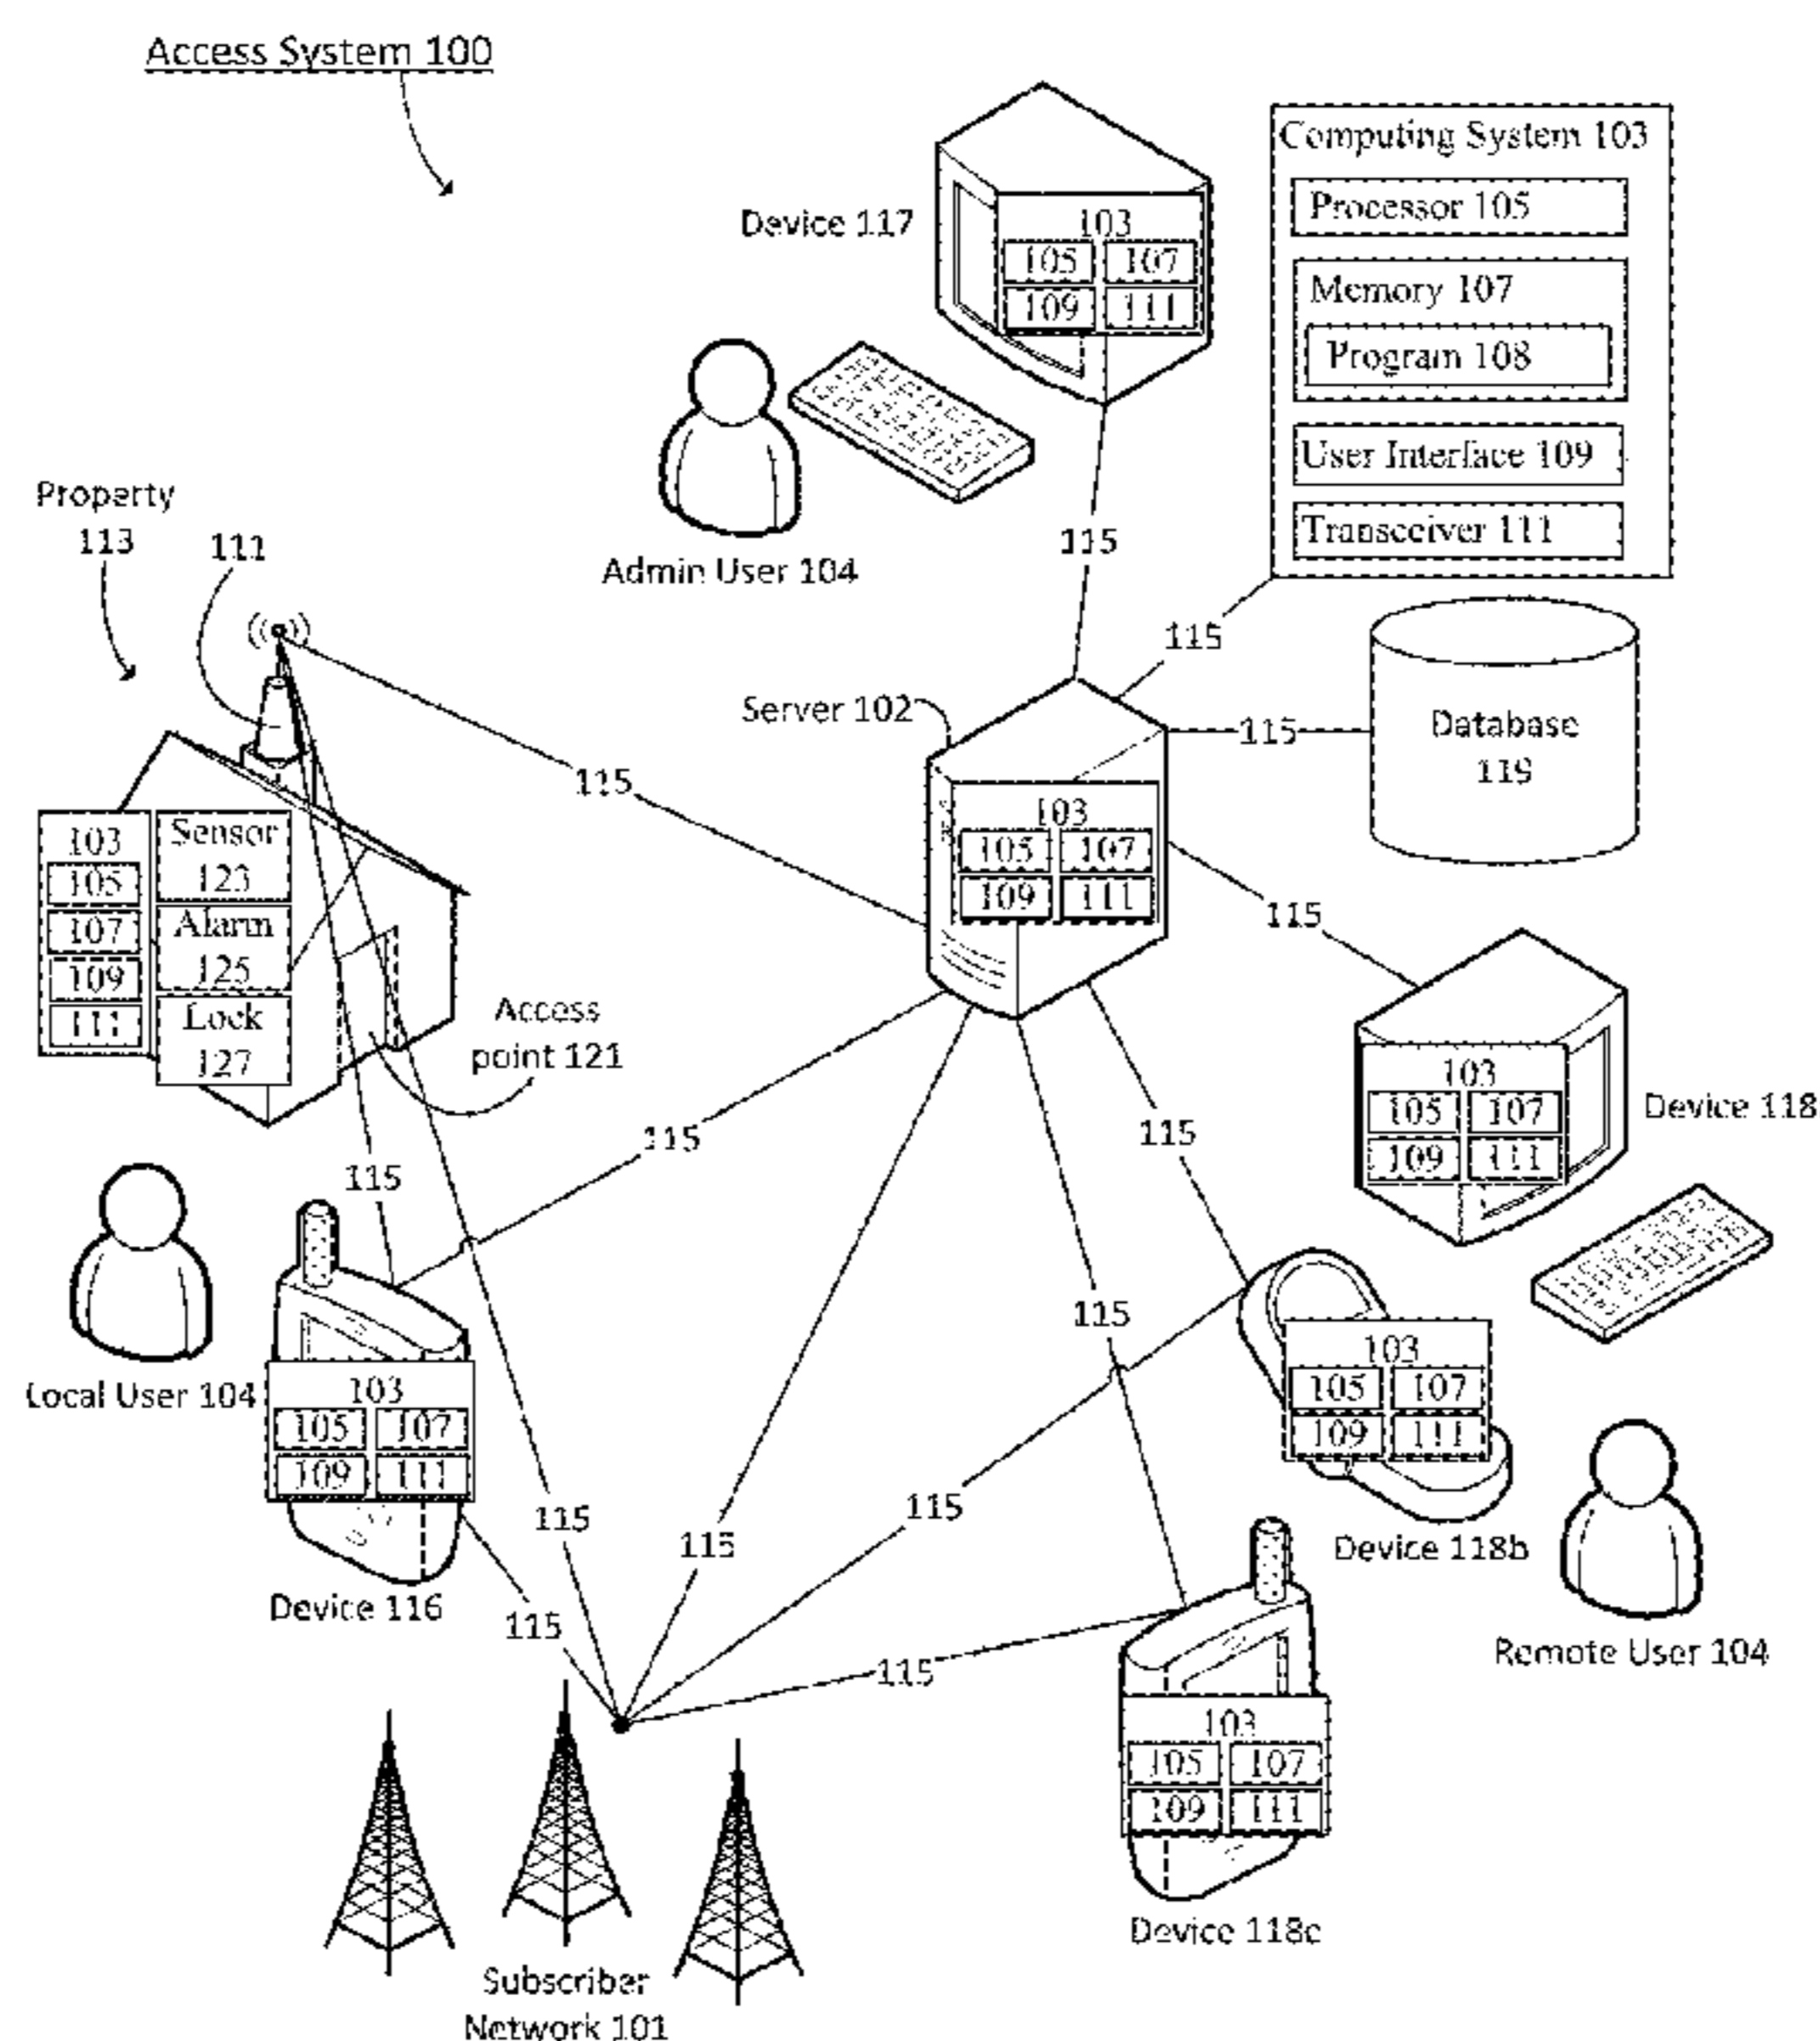 Access System 100
Computing System 103
Processor 105
Memory 107
Program 108
User Interface 109
Transceiver 111
Device 117
103
105 107
109 111
Admin User 104
115
115
Property
113
111
Server 102
103
105 107
109 111
115
Database
119
115
103
105
107
109
111
Sensor
123
Alarm
125
Lock
127
Access
point 121
115
103
105 107
109 111
Device 118
115
115
115
Local User 104
103
105 107
109 111
Device 116
115
103
105 107
109 111
Device 118b
Remote User 104
115
115
115
115
115
103
105 107
109 111
Device 118c
Subscriber
Network 101